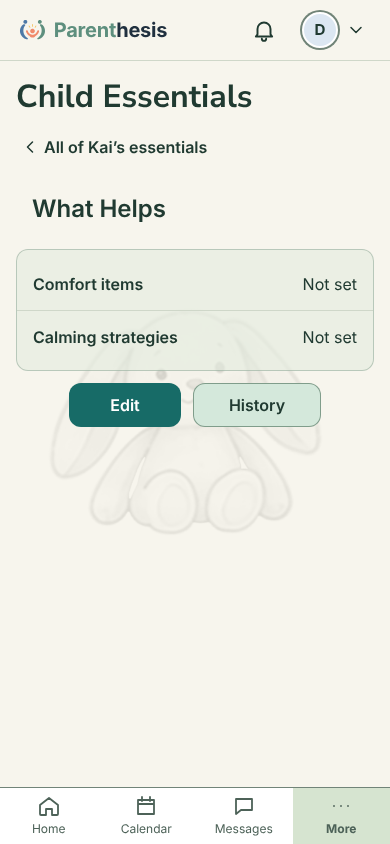 Parenthesis
D
Child Essentials
All of Kai’s essentials
What Helps
Comfort items Not set
Calming strategies Not set
Edit History
Home Calendar Messages More